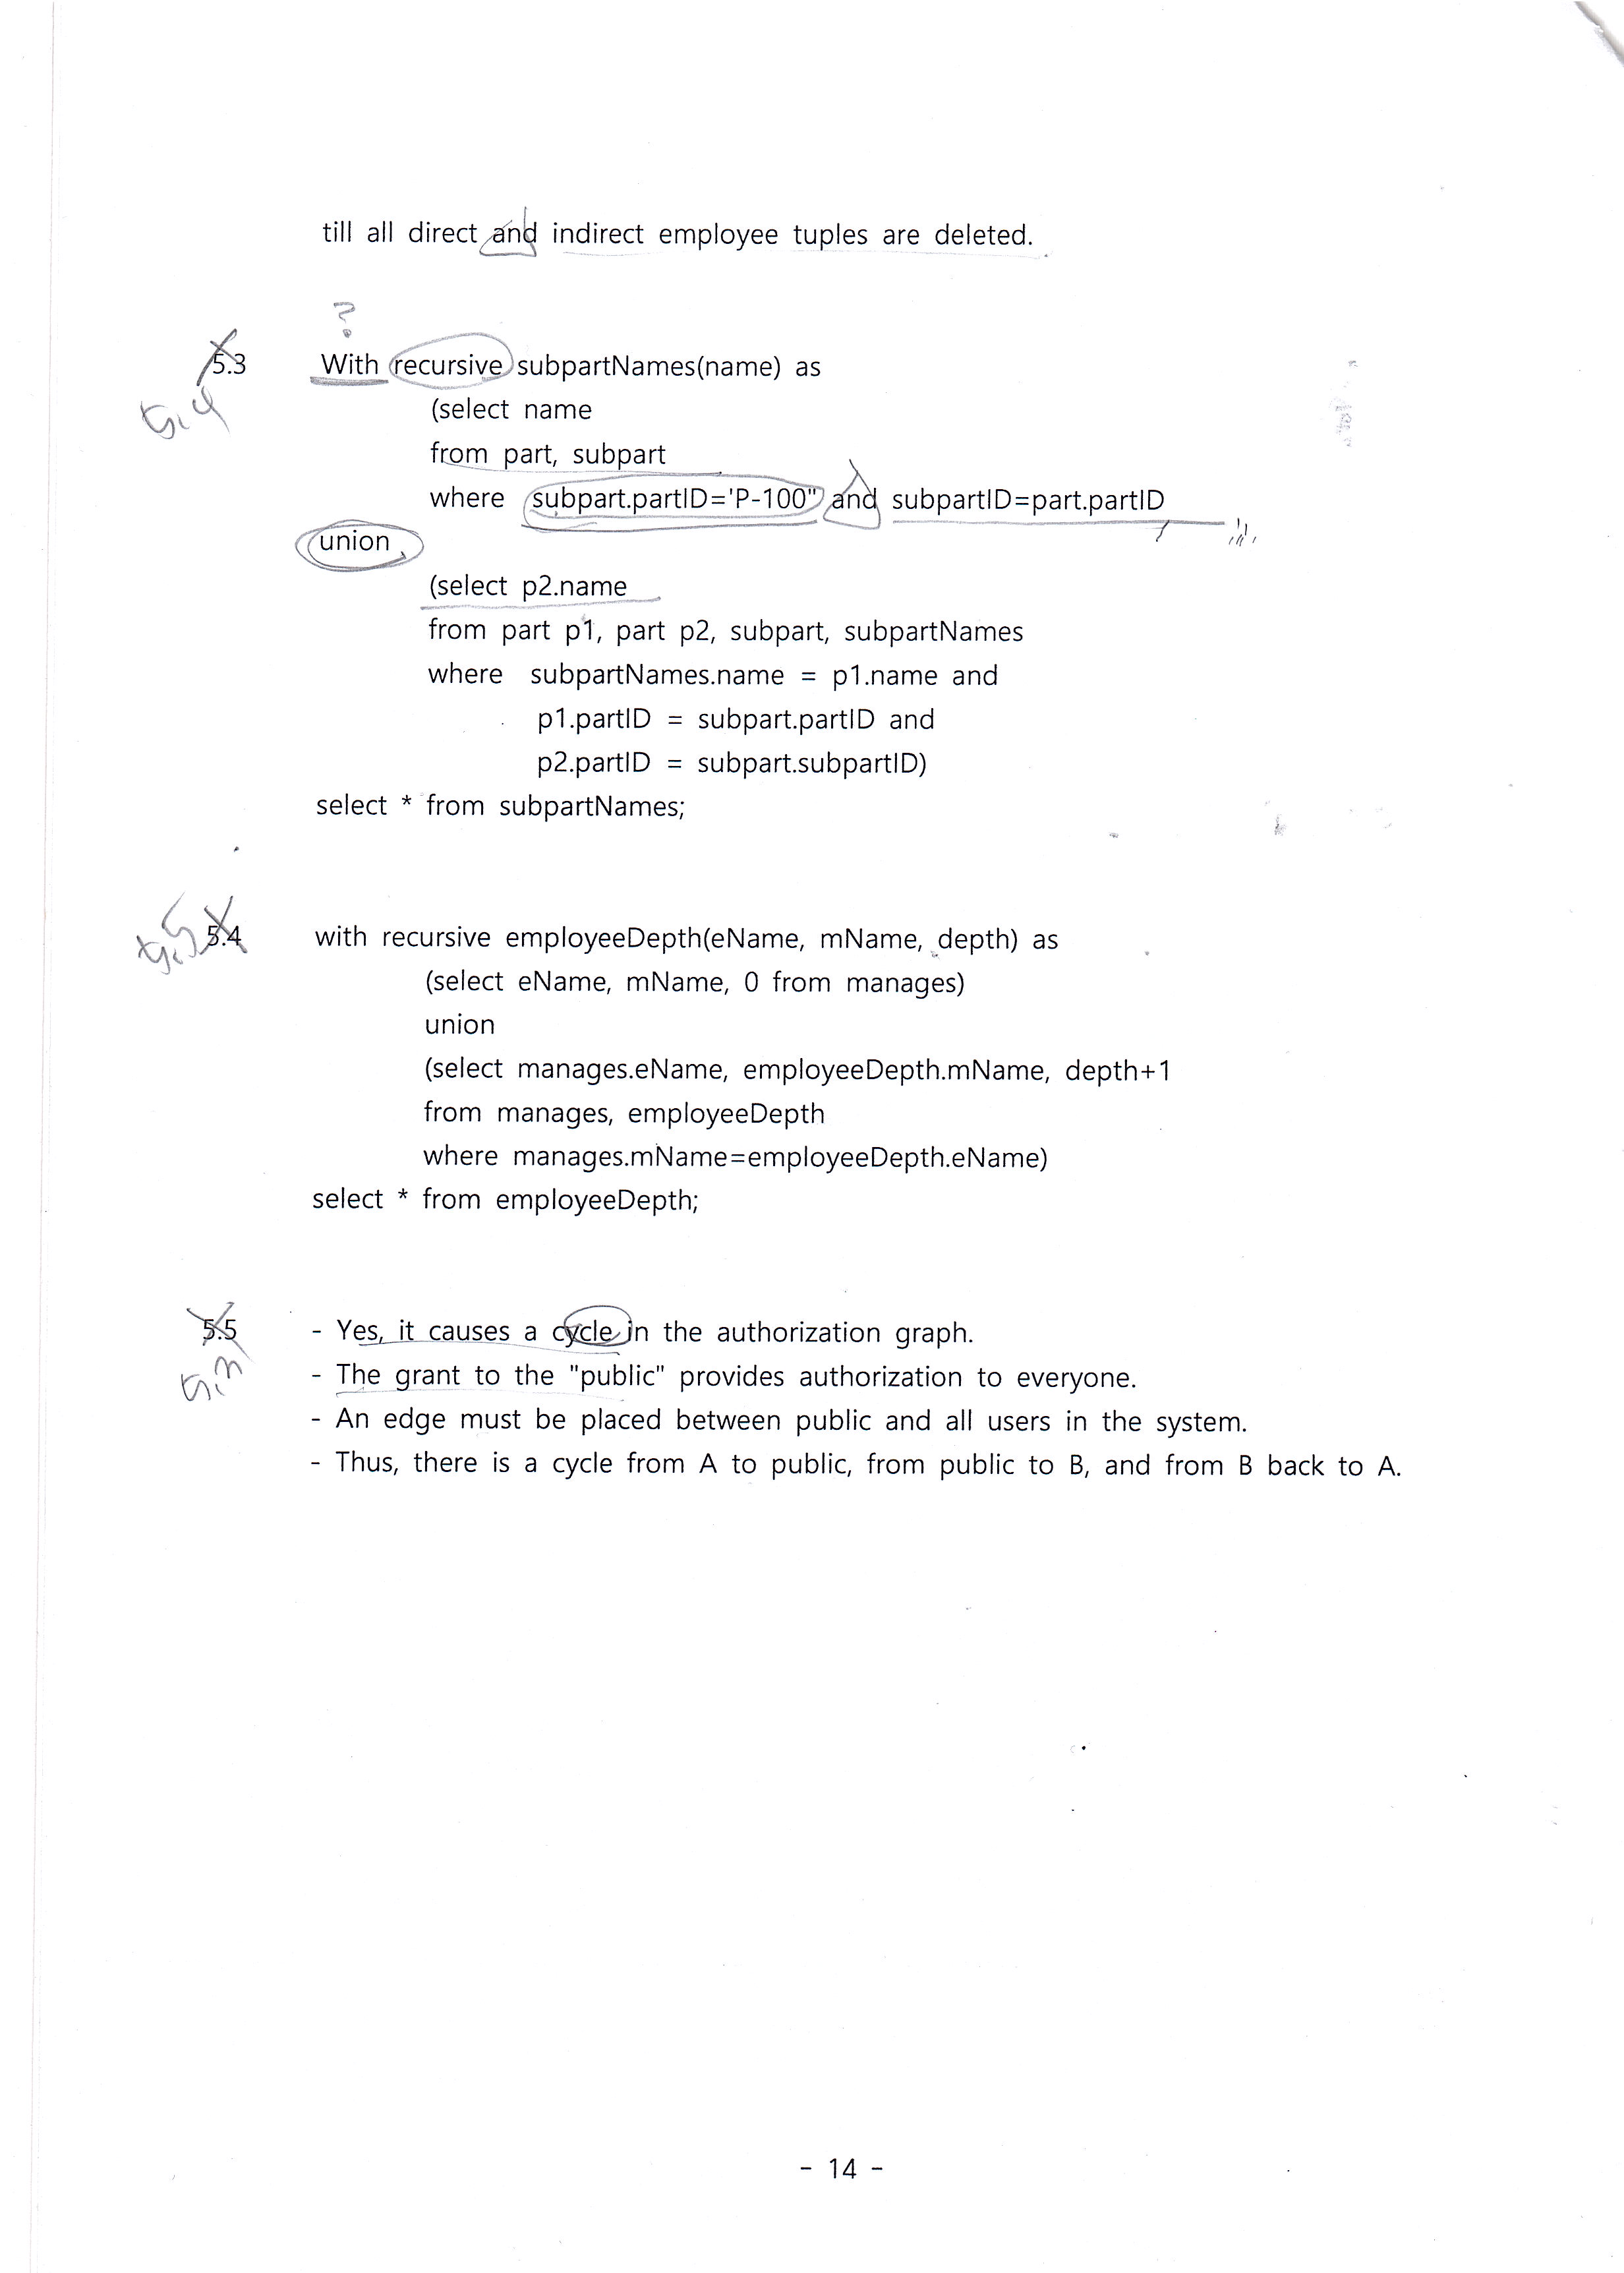 till all direct and indirect employee tuples are deleted.
?
5.3 With recursive subpartNames(name) as
5.4
(select name
from part, subpart
where subpart.partID='P-100" and subpartID=part.partID
union
(select p2.name
from part p1, part p2, subpart, subpartNames
where subpartNames.name = p1.name and
p1.partID = subpart.partID and
p2.partID = subpart.subpartID)
select * from subpartNames;
5.5 5.4 with recursive employeeDepth(eName, mName, depth) as
(select eName, mName, 0 from manages)
union
(select manages.eName, employeeDepth.mName, depth+1
from manages, employeeDepth
where manages.mName=employeeDepth.eName)
select * from employeeDepth;
5.5 - Yes, it causes a cycle in the authorization graph.
5.3
- The grant to the "public" provides authorization to everyone.
- An edge must be placed between public and all users in the system.
- Thus, there is a cycle from A to public, from public to B, and from B back to A.
- 14 -